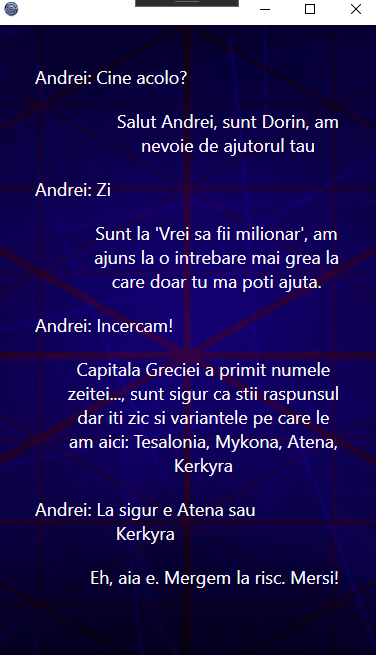 Andrei: Cine acolo?
Salut Andrei, sunt Dorin, am
nevoie de ajutorul tau
Andrei: Zi
Sunt la 'Vrei sa fii milionar', am
ajuns la o intrebare mai grea la
care doar tu ma poti ajuta.
Andrei: Incercam!
Capitala Greciei a primit numele
zeitei..., sunt sigur ca stii raspunsul
dar iti zic si variantele pe care le
am aici: Tesalonia, Mykona, Atena,
Kerkyra
Andrei: La sigur e Atena sau
Kerkyra
Eh, aia e. Mergem la risc. Mersi!